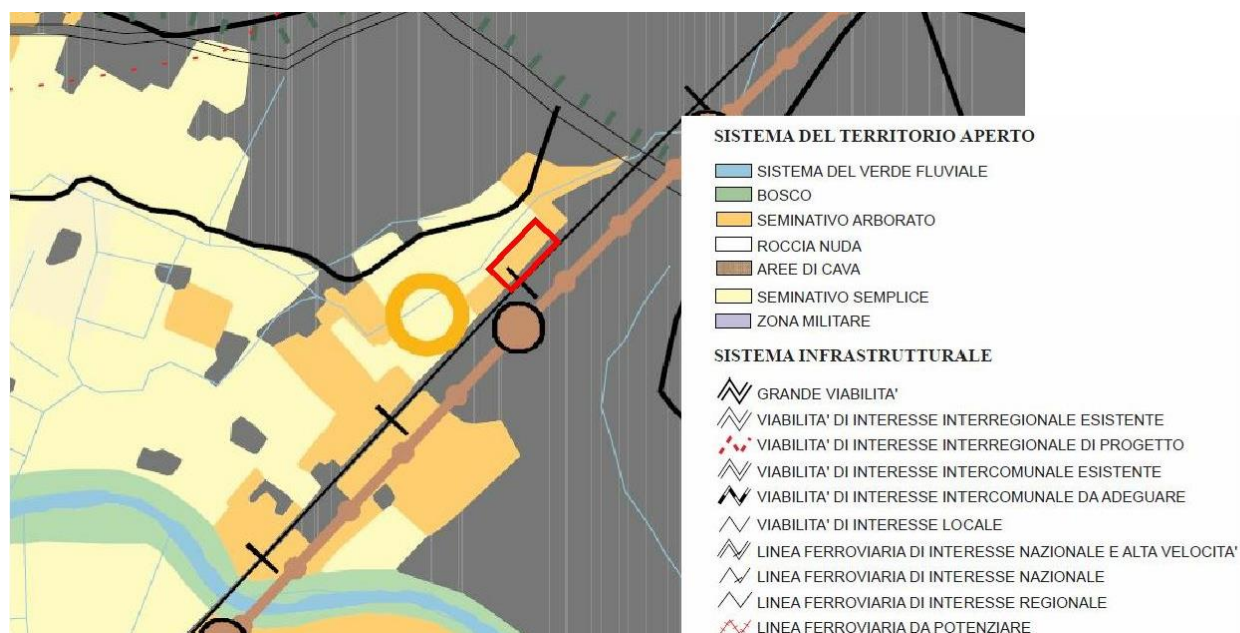 SISTEMA DEL TERRITORIO APERTO
SISTEMA DEL VERDE FLUVIALE
BOSCO
SEMINATIVO ARBORATO
ROCCIA NUDA
AREE DI CAVA
SEMINATIVO SEMPLICE
ZONA MILITARE
SISTEMA INFRASTRUTTURALE
GRANDE VIABILITA'
VIABILITA' DI INTERESSE INTERREGIONALE ESISTENTE
VIABILITA' DI INTERESSE INTERREGIONALE DI PROGETTO
VIABILITA' DI INTERESSE INTERCOMUNALE ESISTENTE
VIABILITA' DI INTERESSE INTERCOMUNALE DA ADEGUARE
VIABILITA' DI INTERESSE LOCALE
LINEA FERROVIARIA DI INTERESSE NAZIONALE E ALTA VELOCITA'
LINEA FERROVIARIA DI INTERESSE NAZIONALE
LINEA FERROVIARIA DI INTERESSE REGIONALE
LINEA FERROVIARIA DA POTENZIARE